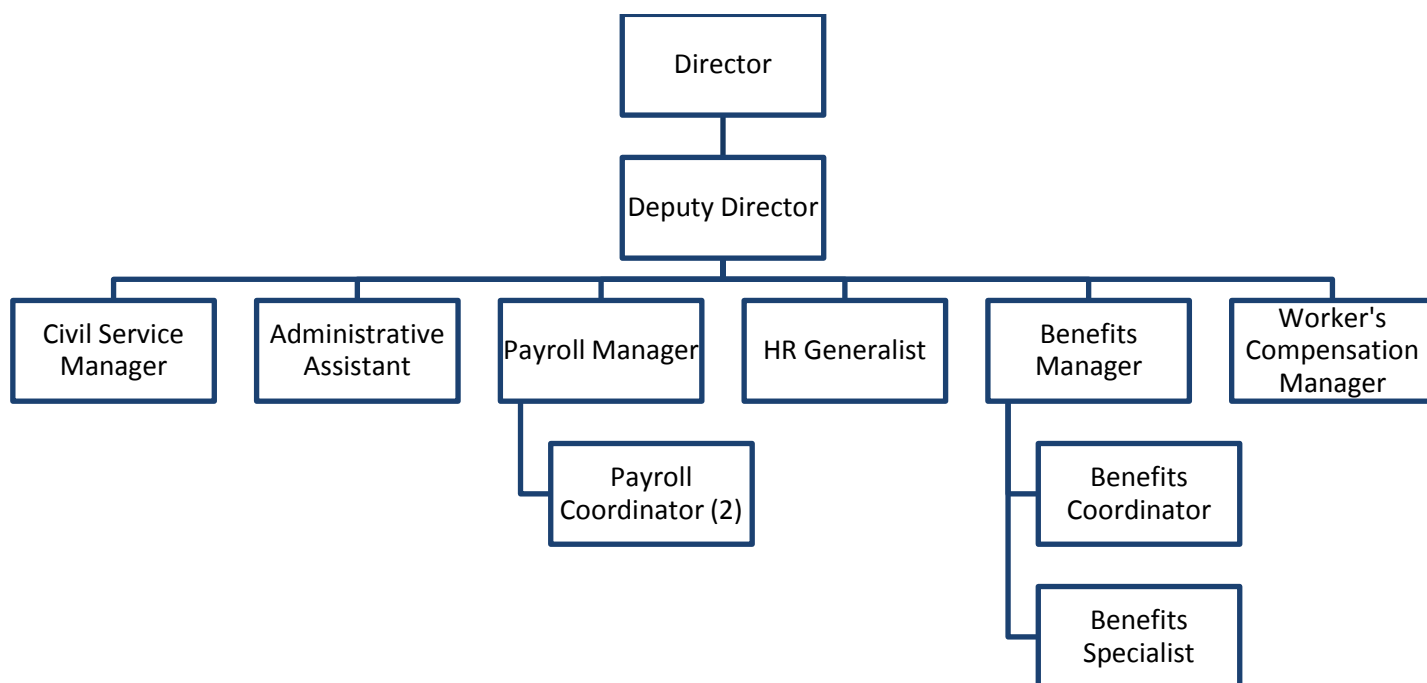 Director
Deputy Director
Civil Service
Manager
Administrative
Assistant
Payroll Manager
HR Generalist
Benefits
Manager
Worker's
Compensation
Manager
Payroll
Coordinator (2)
Benefits
Coordinator
Benefits
Specialist